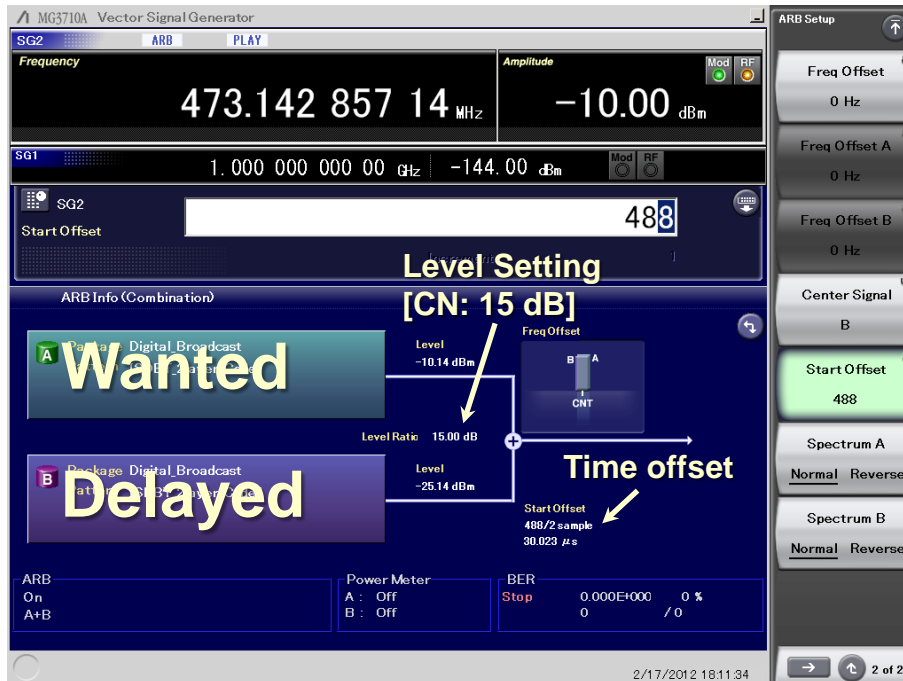 MG3710A Vector Signal Generator
SG2 ARB PLAY
Frequency
473.142 857 14 MHz
Amplitude
-10.00 dBm
Mod RF
SG1
1.000 000 000 00 GHz -144.00 dBm
Mod RF
SG2
Start Offset
488
Level Setting
[CN: 15 dB]
ARB Info (Combination)
A Package Digital_Broadcast
Wanted
Level
-10.14 dBm
Freq Offset
B A
CNT
Level Ratio 15.00 dB
B Package Digital_Broadcast
Delayed
Level
-25.14 dBm
Time offset
Start Offset
488/2 sample
30.023 µs
ARB
On
A+B
Power Meter
A : Off
B : Off
BER
Stop 0.000E+000 0 %
0 / 0
2/17/2012 18:11:34
ARB Setup
Freq Offset
0 Hz
Freq Offset A
0 Hz
Freq Offset B
0 Hz
Center Signal
B
Start Offset
488
Spectrum A
Normal Reverse
Spectrum B
Normal Reverse
2 of 2